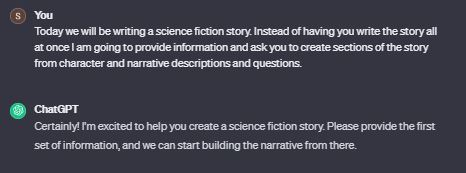 S
You
Today we will be writing a science fiction story. Instead of having you write the story all
at once I am going to provide information and ask you to create sections of the story
from character and narrative descriptions and questions.
ChatGPT
Certainly! I'm excited to help you create a science fiction story. Please provide the first
set of information, and we can start building the narrative from there.